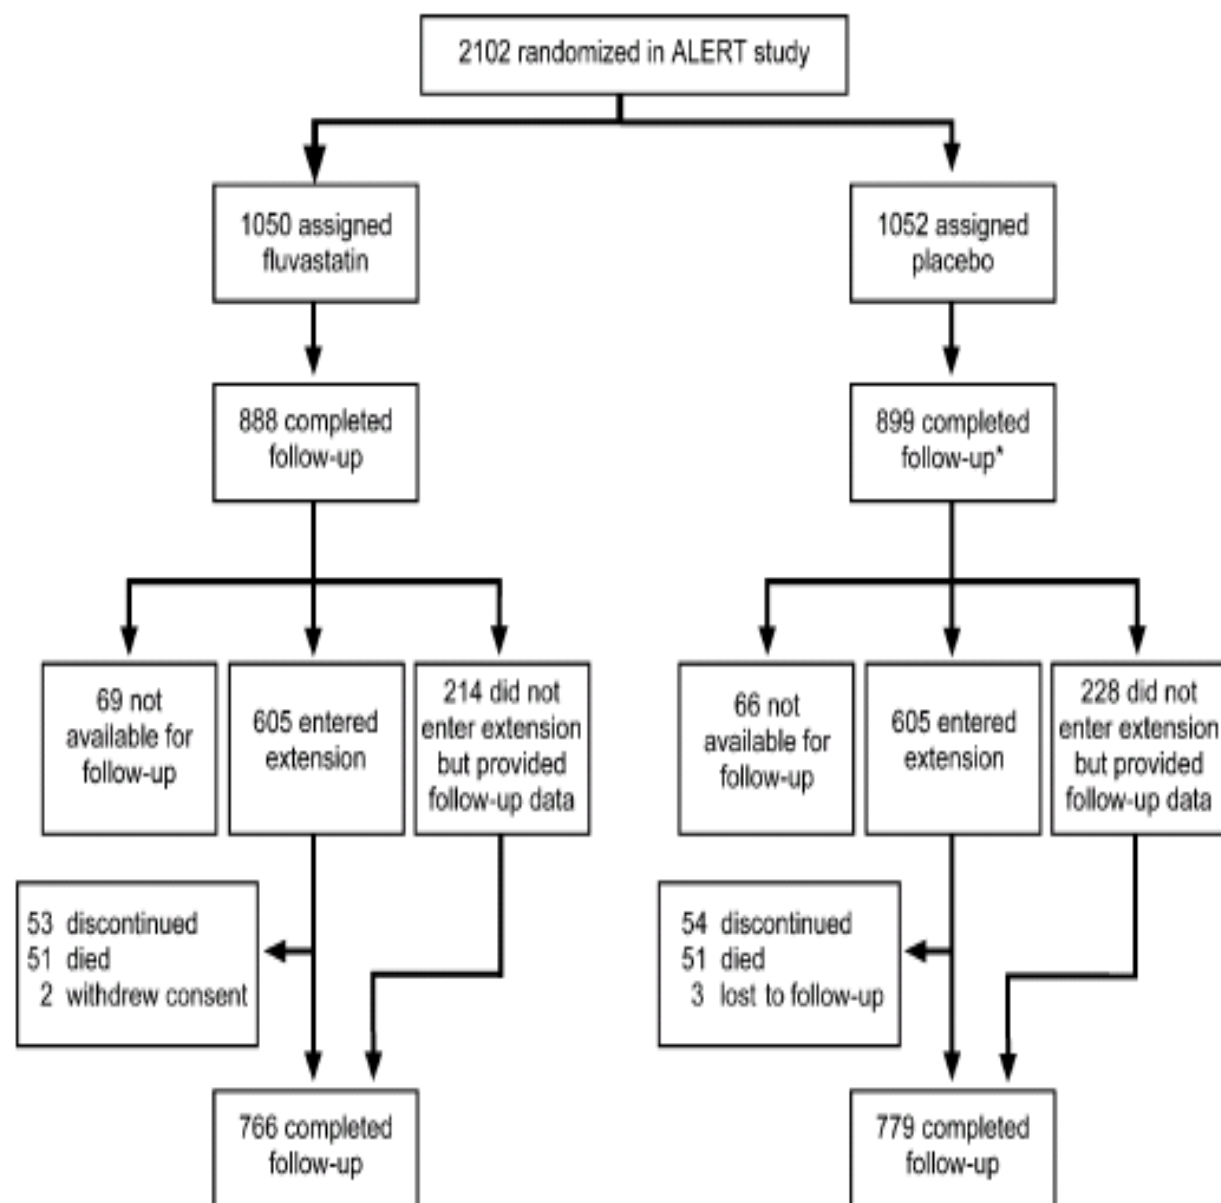 2102 randomized in ALERT study
1050 assigned
fluvastatin
1052 assigned
placebo
888 completed
follow-up
899 completed
follow-up*
69 not
available for
follow-up
605 entered
extension
214 did not
enter extension
but provided
follow-up data
66 not
available for
follow-up
605 entered
extension
228 did not
enter extension
but provided
follow-up data
53 discontinued
51 died
2 withdrew consent
54 discontinued
51 died
3 lost to follow-up
766 completed
follow-up
779 completed
follow-up